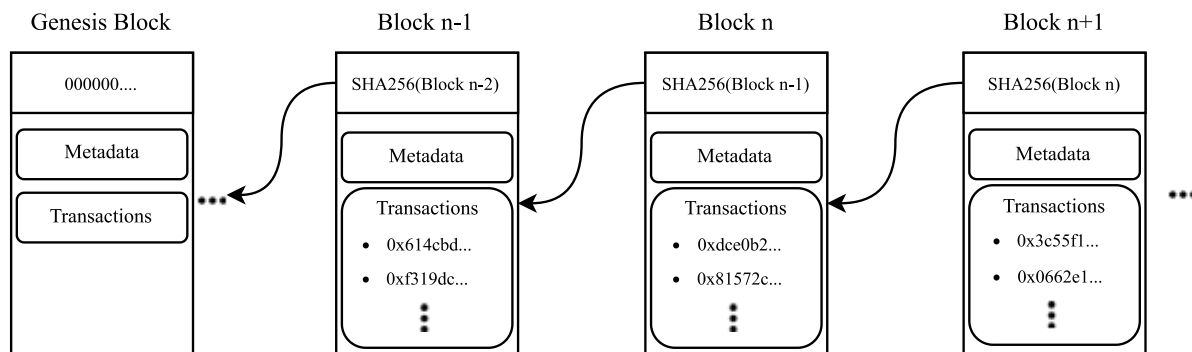 Genesis Block
000000....
Metadata
Transactions
Block n-1
SHA256(Block n-2)
Metadata
Transactions
0x614cbd...
0xf319dc...
Block n
SHA256(Block n-1)
Metadata
Transactions
0xdce0b2...
0x81572c...
Block n+1
SHA256(Block n)
Metadata
Transactions
0x3c55f1...
0x0662e1...